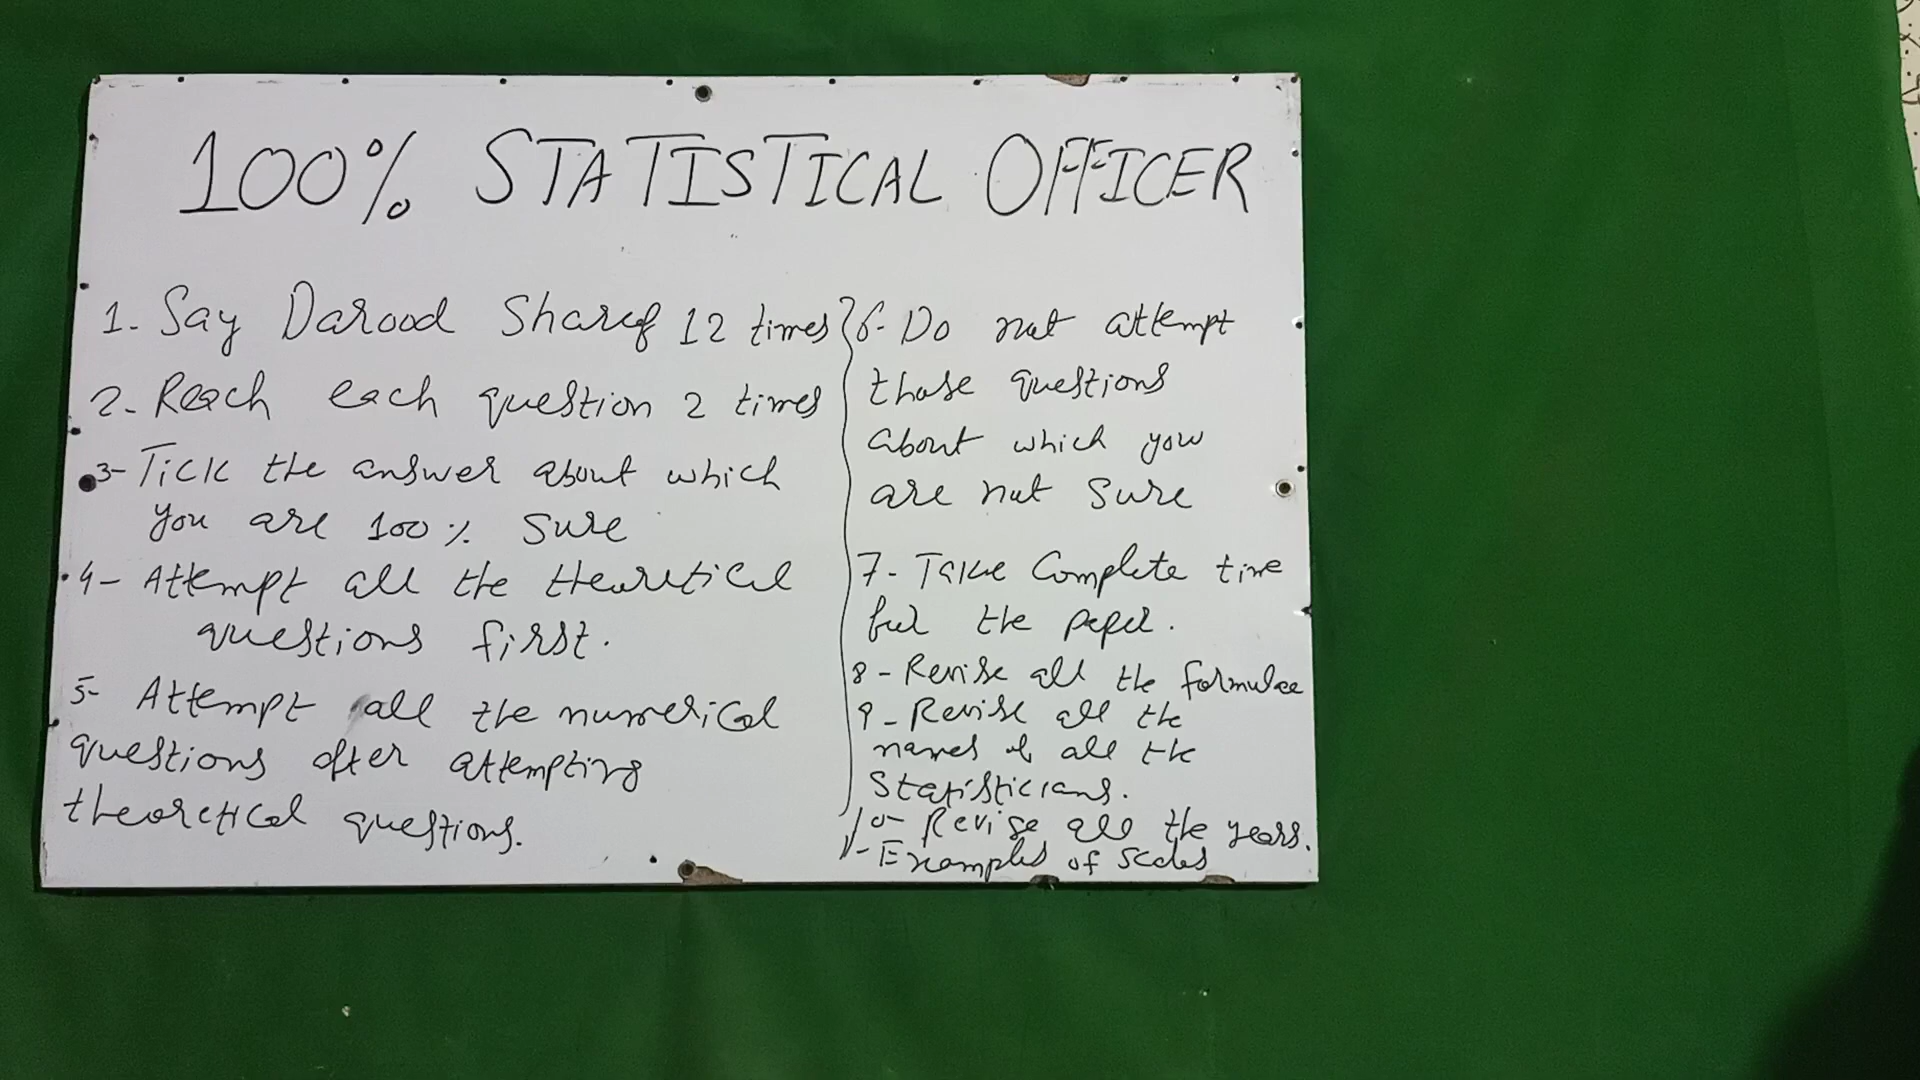 100% STATISTICAL OFFICER
1- Say Darood Sharef 12 times
2- Reach each question 2 times
3- Tick the answer about which
you are 100% sure
4- Attempt all the theoretical
questions first.
5- Attempt all the numerical
questions after attempting
theoretical questions.
6- Do not attempt
those questions
about which you
are not sure
7- Take Complete time
for the paper.
8- Revise all the formulae
9- Revise all the
names of all the
Statisticians.
10- Revise all the years.
11- Examples of scales